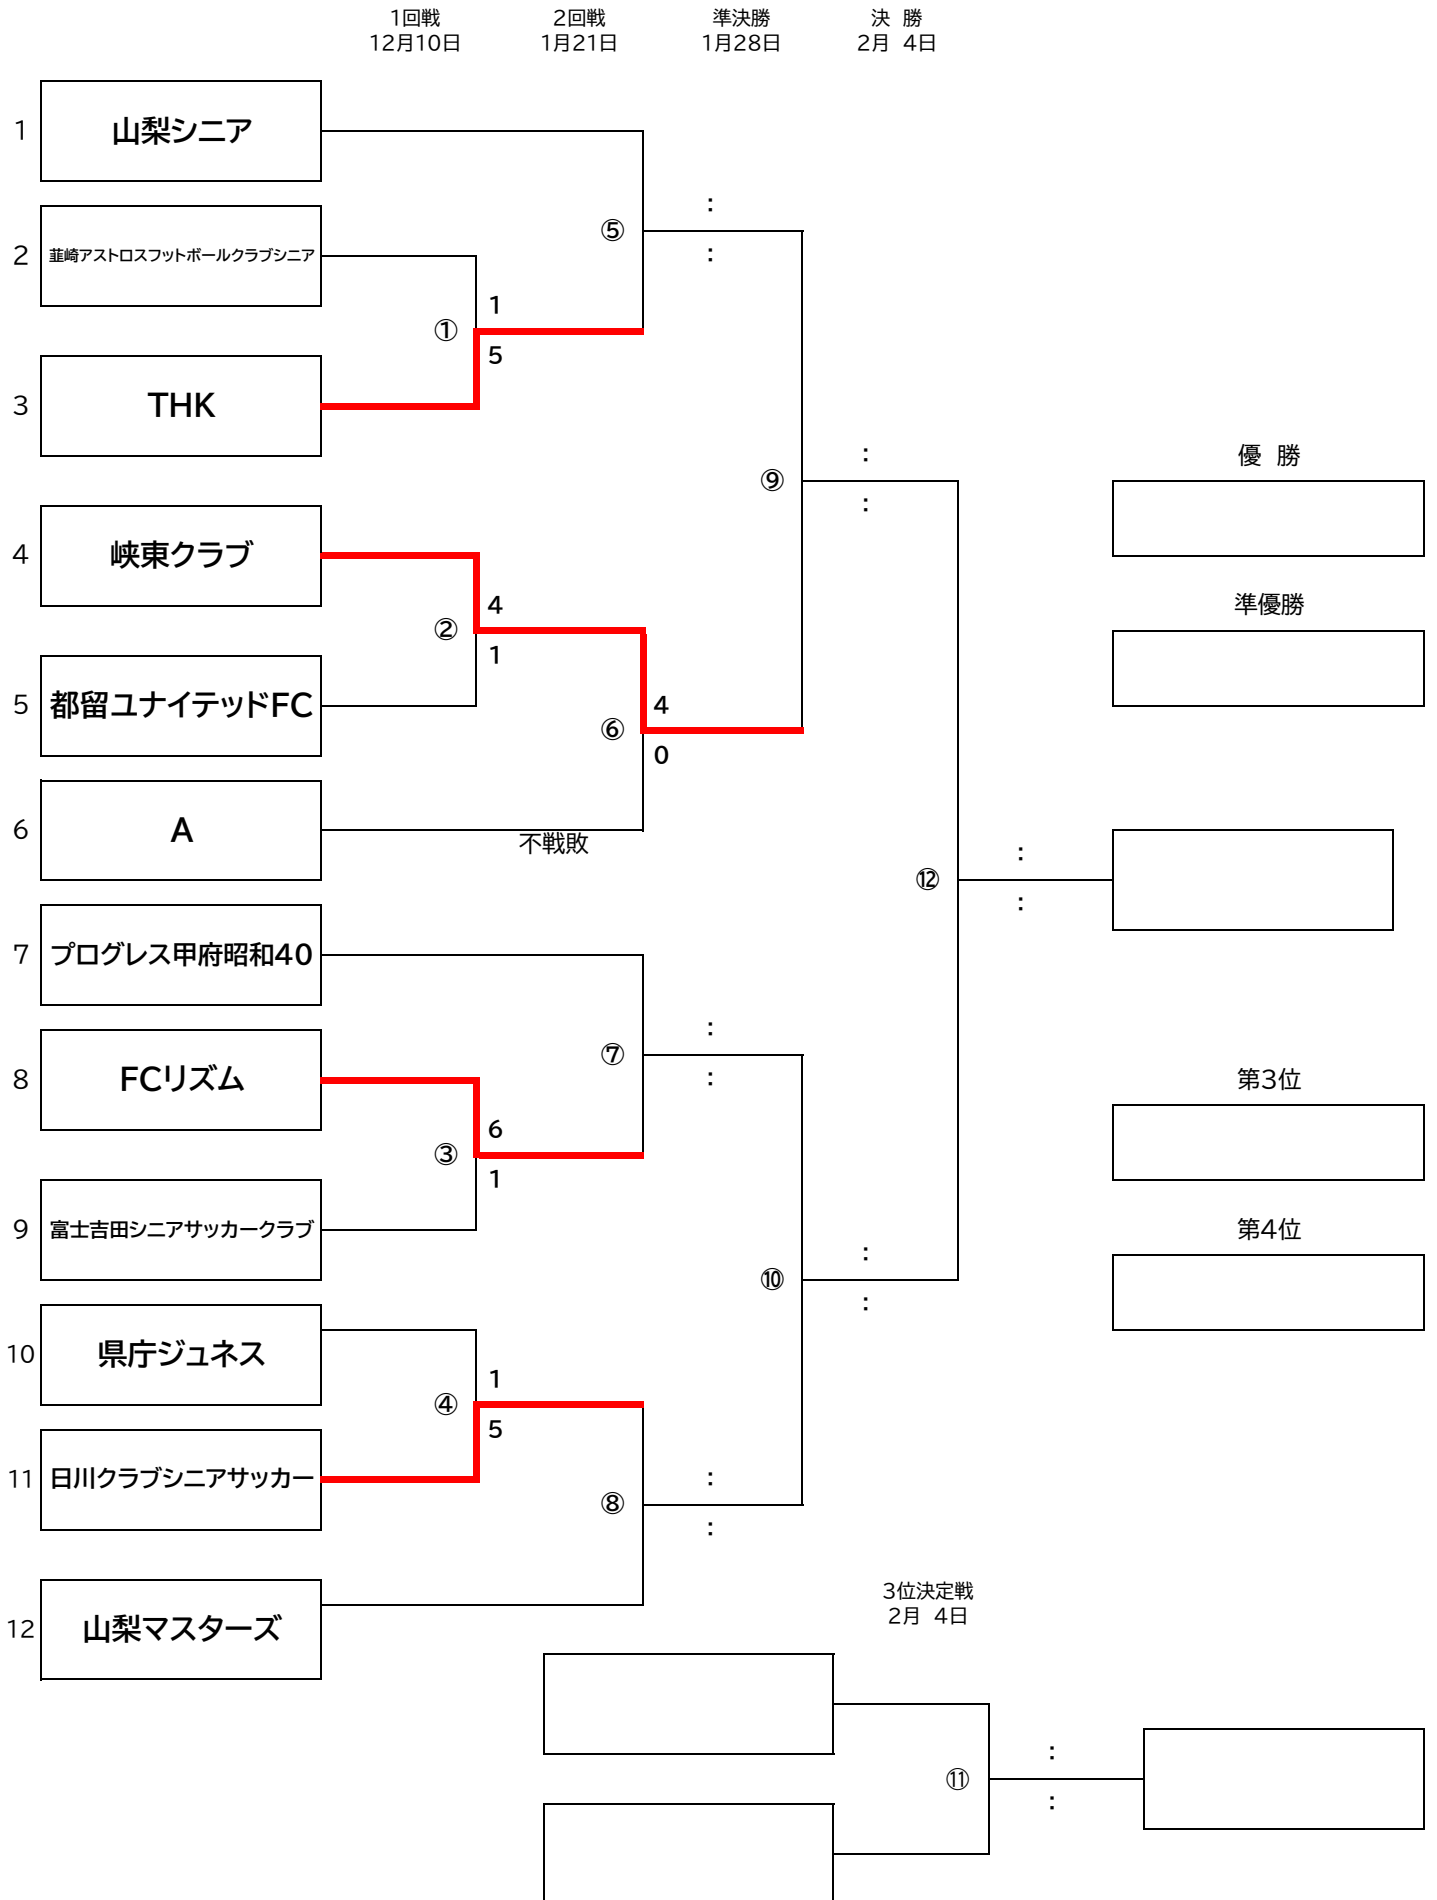 1回戦 2回戦 準決勝 決 勝
12月10日 1月21日 1月28日 2月 4日
1 山梨シニア
:
⑤
:
2 韮崎アストロスフットボールクラブシニア
1
①
5
3 THK
:
優 勝
⑨
:
4 峡東クラブ
4
準優勝
②
1
5 都留ユナイテッドFC
4
⑥
0
6 A
不戦敗
:
⑫
:
7 プログレス甲府昭和40
:
⑦
:
8 FCリズム
第3位
6
③
1
9 富士吉田シニアサッカークラブ
第4位
:
⑩
:
10 県庁ジュネス
1
④
5
11 日川クラブシニアサッカー
:
⑧
:
12 山梨マスターズ
3位決定戦
2月 4日
:
⑪
: